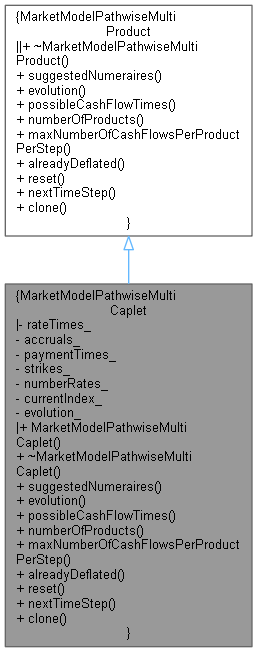 {MarketModelPathwiseMulti
Product
||+ ~MarketModelPathwiseMulti
Product()
+ suggestedNumeraires()
+ evolution()
+ possibleCashFlowTimes()
+ numberOfProducts()
+ maxNumberOfCashFlowsPerProduct
PerStep()
+ alreadyDeflated()
+ reset()
+ nextTimeStep()
+ clone()
}
{MarketModelPathwiseMulti
Caplet
|- rateTimes_
- accruals_
- paymentTimes_
- strikes_
- numberRates_
- currentIndex_
- evolution_
|+ MarketModelPathwiseMulti
Caplet()
+ ~MarketModelPathwiseMulti
Caplet()
+ suggestedNumeraires()
+ evolution()
+ possibleCashFlowTimes()
+ numberOfProducts()
+ maxNumberOfCashFlowsPerProduct
PerStep()
+ alreadyDeflated()
+ reset()
+ nextTimeStep()
+ clone()
}